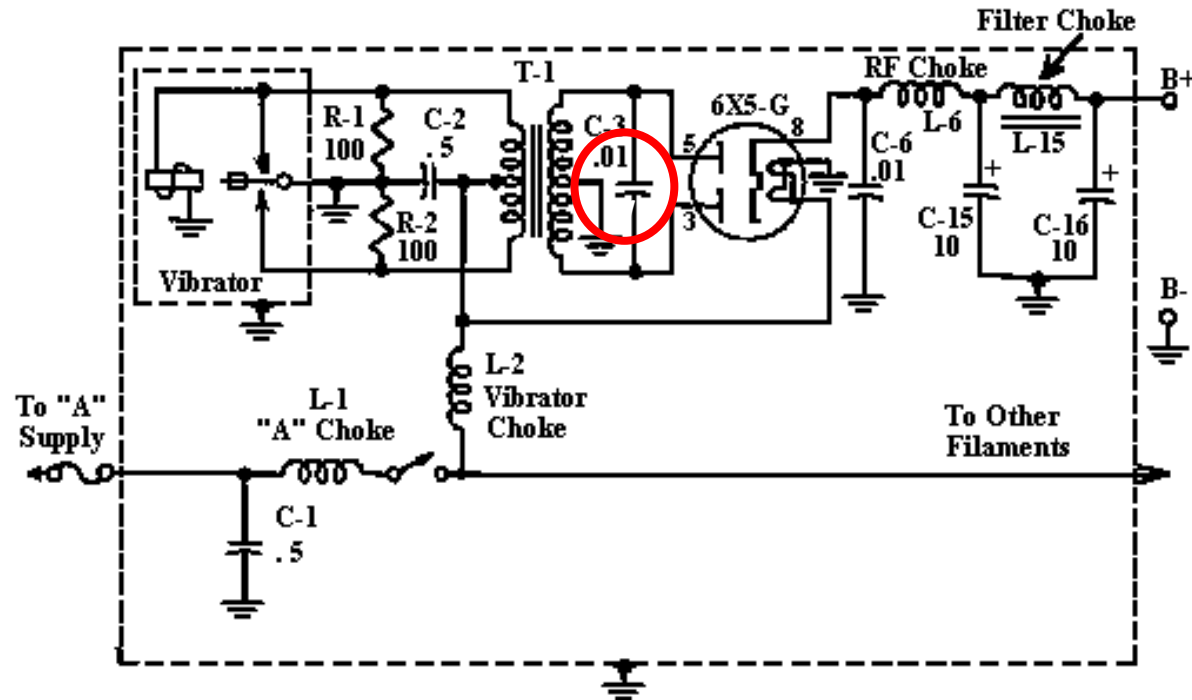 Filter Choke
T-1
RF Choke
B+
6X5-G
8
R-1
100
C-2
. 5
C-3
.01
5
L-6
L-15
C-6
.01
+
+
3
R-2
100
C-15
10
C-16
10
Vibrator
B-
L-2
Vibrator
Choke
To "A"
Supply
L-1
"A" Choke
To Other
Filaments
C-1
. 5